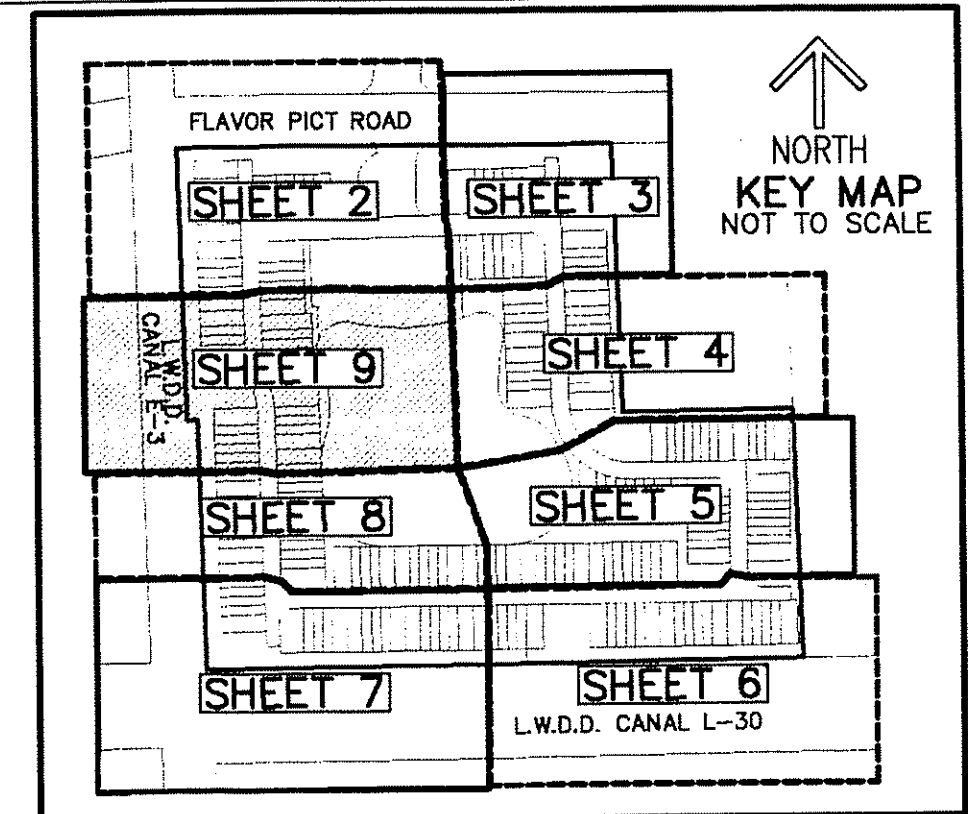 FLAVOR PICT ROAD
NORTH
KEY MAP
NOT TO SCALE
SHEET 2
SHEET 3
L.W.D.D.
CANAL E-3
SHEET 9
SHEET 4
SHEET 8
SHEET 5
SHEET 7
SHEET 6
L.W.D.D. CANAL L-30